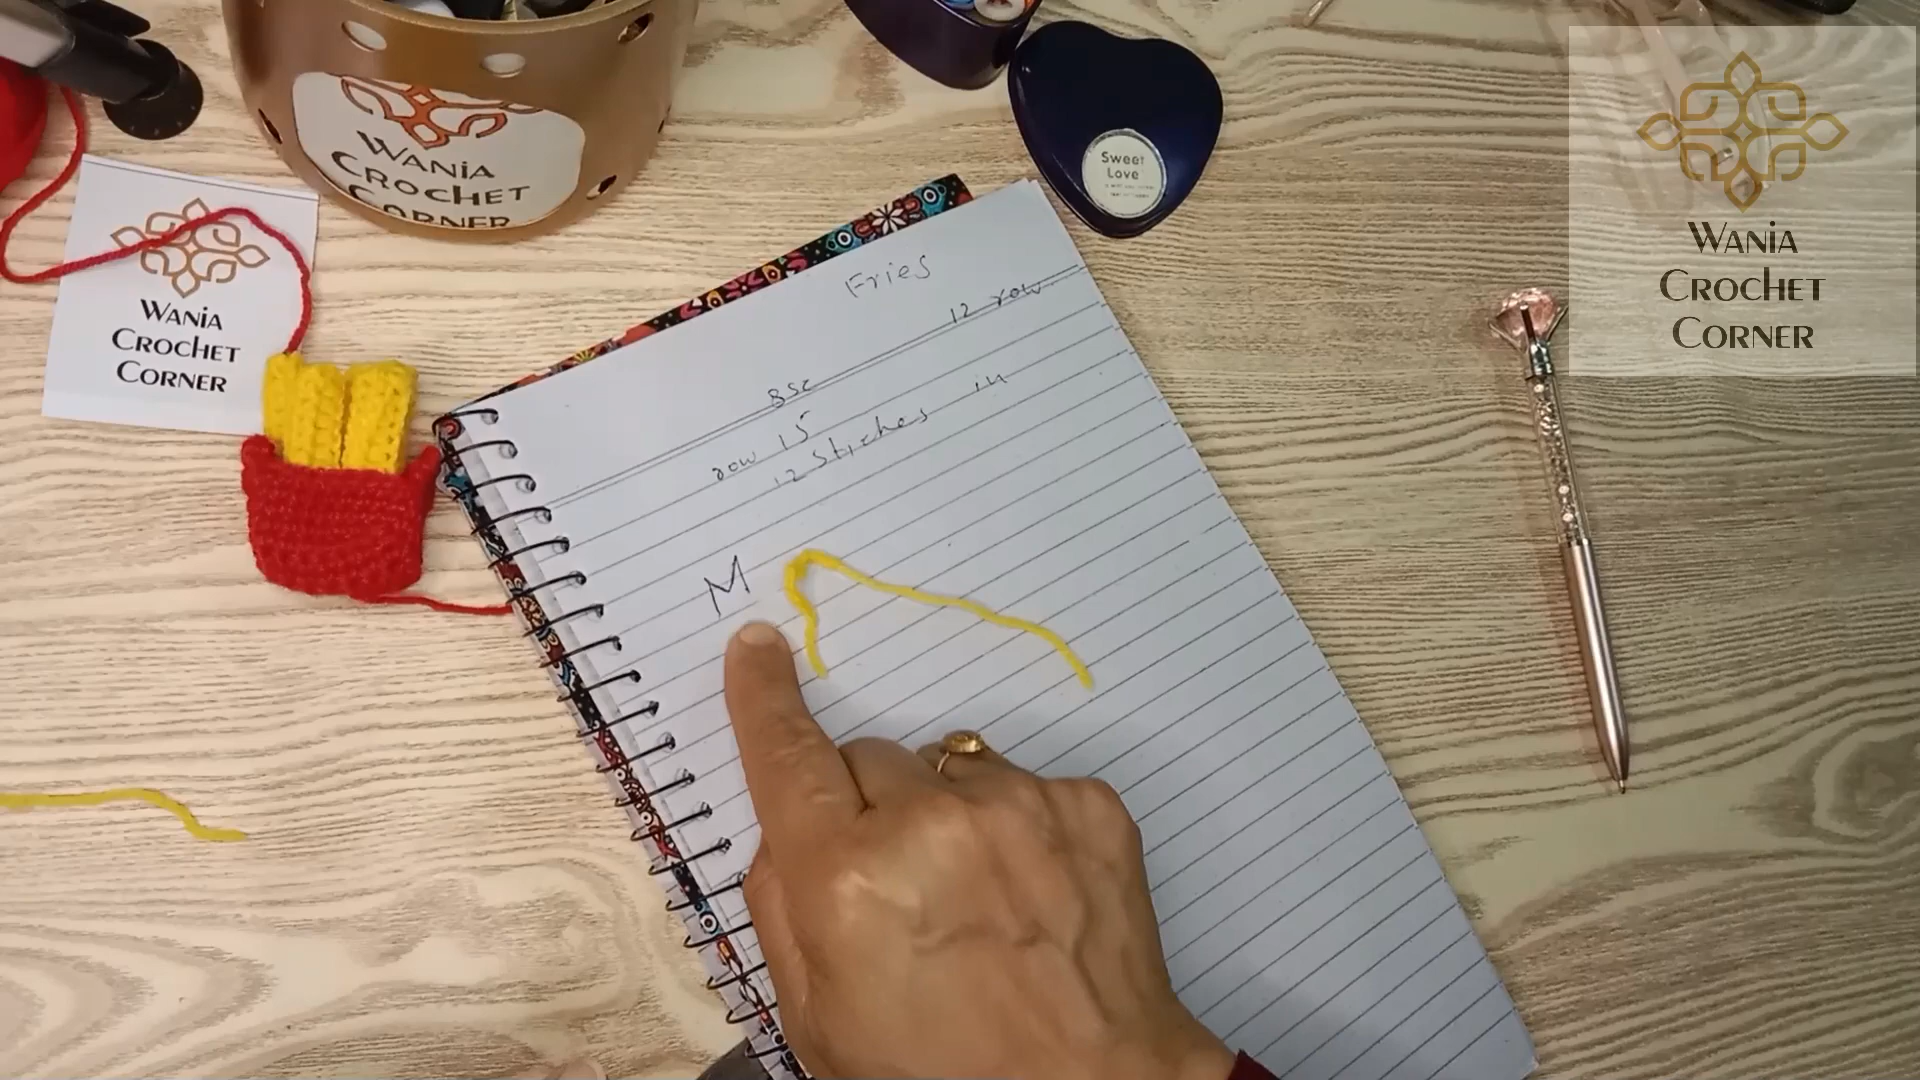 WANIA
CROCHET
CORNER
WANIA
CROCHET
CORNER
Sweet
Love
WANIA
CROCHET
CORNER
Fries
12 row
8sc
row 15
12 Stiches in
M